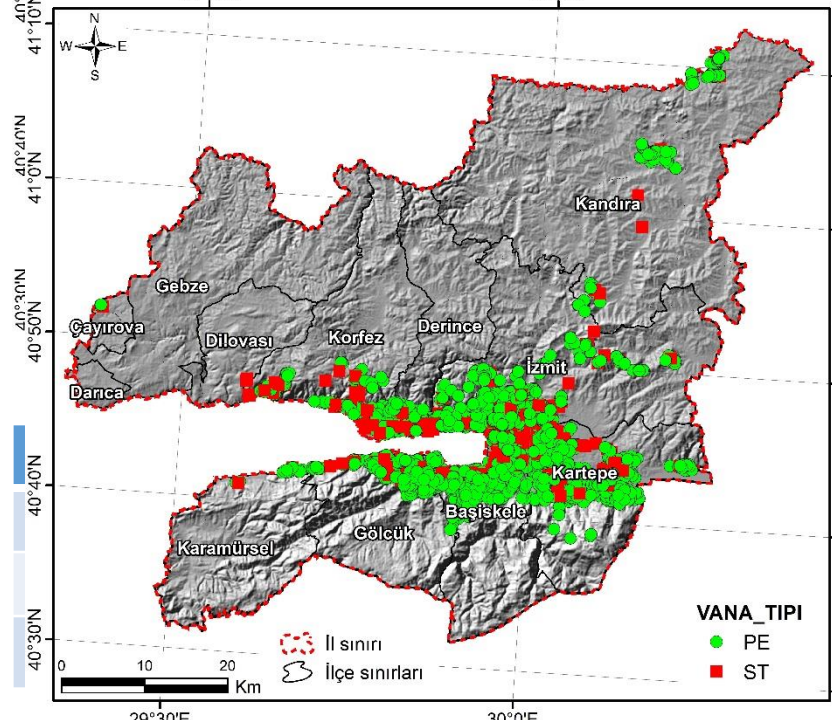 41°10'N
N
W E
S
40°40'N
41°0'N
Kandıra
Gebze
40°30'N
Çayırova
Dilovası
Körfez
Derince
40°50'N
İzmit
Darıca
Kartepe
40°40'N
Başiskele
Gölcük
Karamürsel
VANA_TIPI
PE
ST
İl sınırı
İlçe sınırları
40°30'N
0 10 20
Km
29°30'E
30°0'E